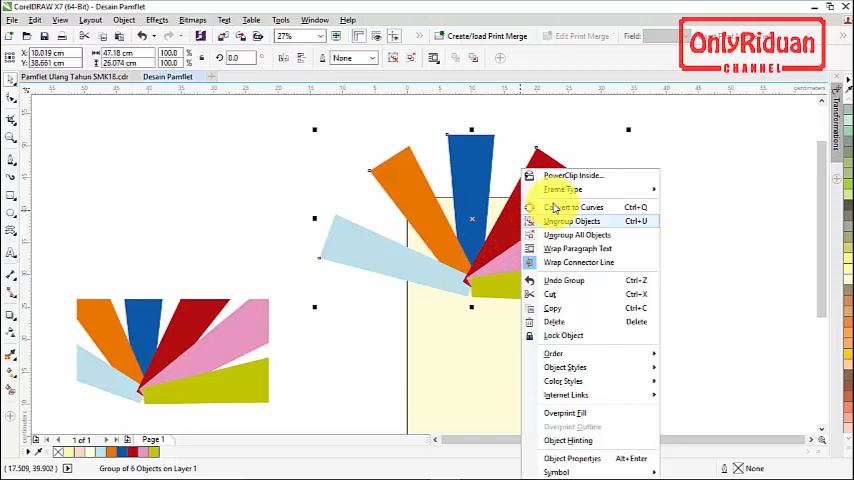 CorelDRAW X7 (64-Bit) - Desain Pamflet
File Edit View Layout Object Effects Bitmaps Text Table Tools Window Help
27% Create/load Print Merge Edit Print Merge Field:
OnlyRiduan
CHANNEL
X: 10.019 cm 47.18 cm 100.0 %
Y: 38.661 cm 26.074 cm 100.0 %
0.0 ° None
Pamflet Ulang Tahun SMK18.cdr Desain Pamflet
centimeters
Transformations
PowerClip Inside...
Frame Type
Convert to Curves Ctrl+Q
Ungroup Objects Ctrl+U
Ungroup All Objects
Wrap Paragraph Text
Wrap Connector Line
Undo Group Ctrl+Z
Cut Ctrl+X
Copy Ctrl+C
Delete Delete
Lock Object
Order
Object Styles
Color Styles
Internet Links
Overprint Fill
Overprint Outline
Object Hinting
Object Properties Alt+Enter
Symbol
1 of 1 Page 1
(17.509, 39.902) Group of 6 Objects on Layer 1 None